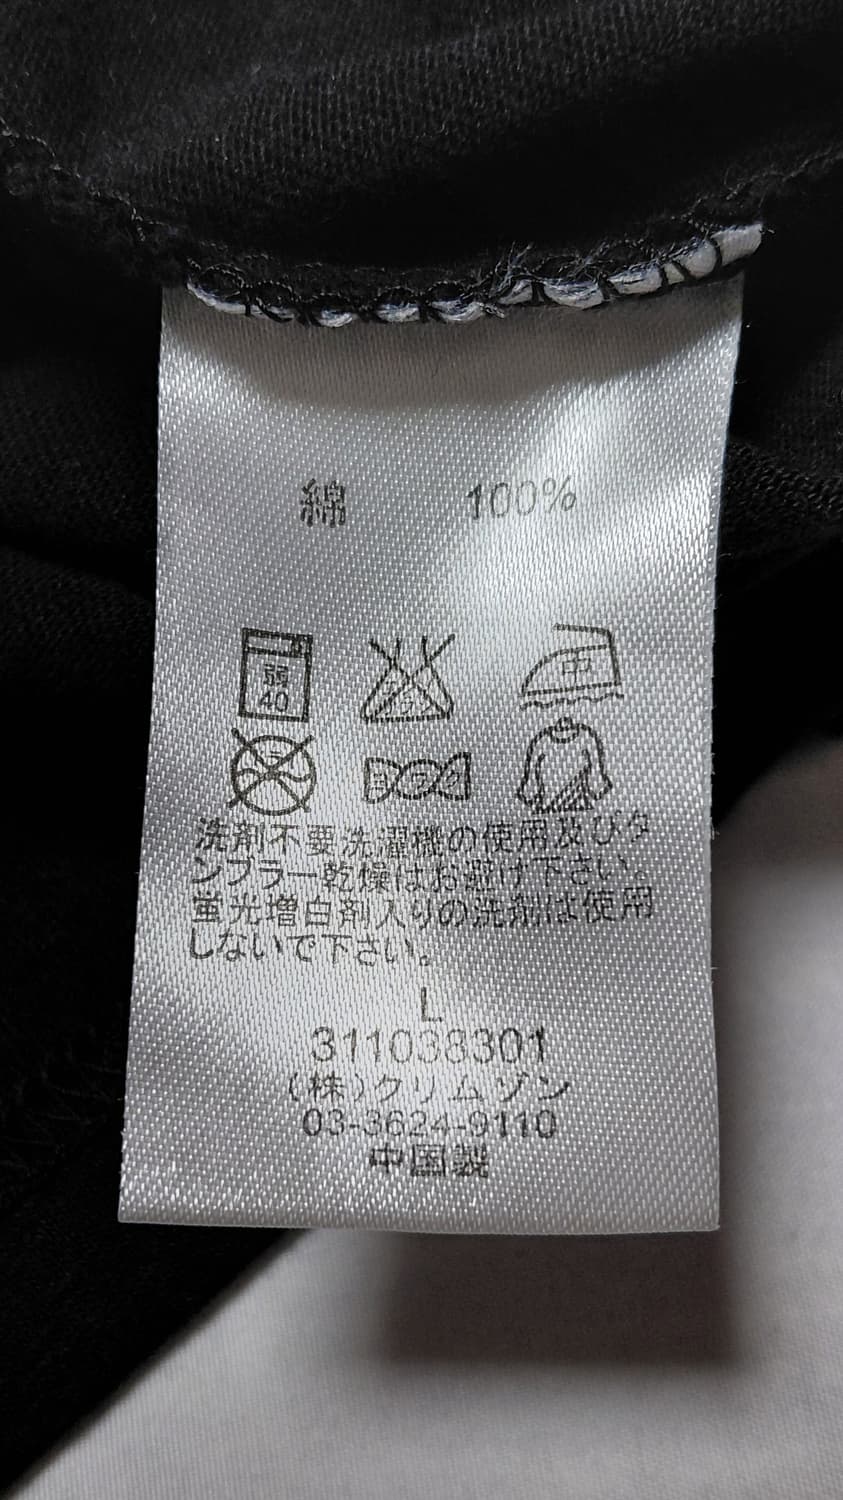 綿 100%
弱
40
中
洗剤不要洗濯機の使用及びタ
ンブラー乾燥はお避け下さい。
蛍光増白剤入りの洗剤は使用
しないで下さい。
L
311038301
(株)クリムゾン
03-3624-9110
中国製